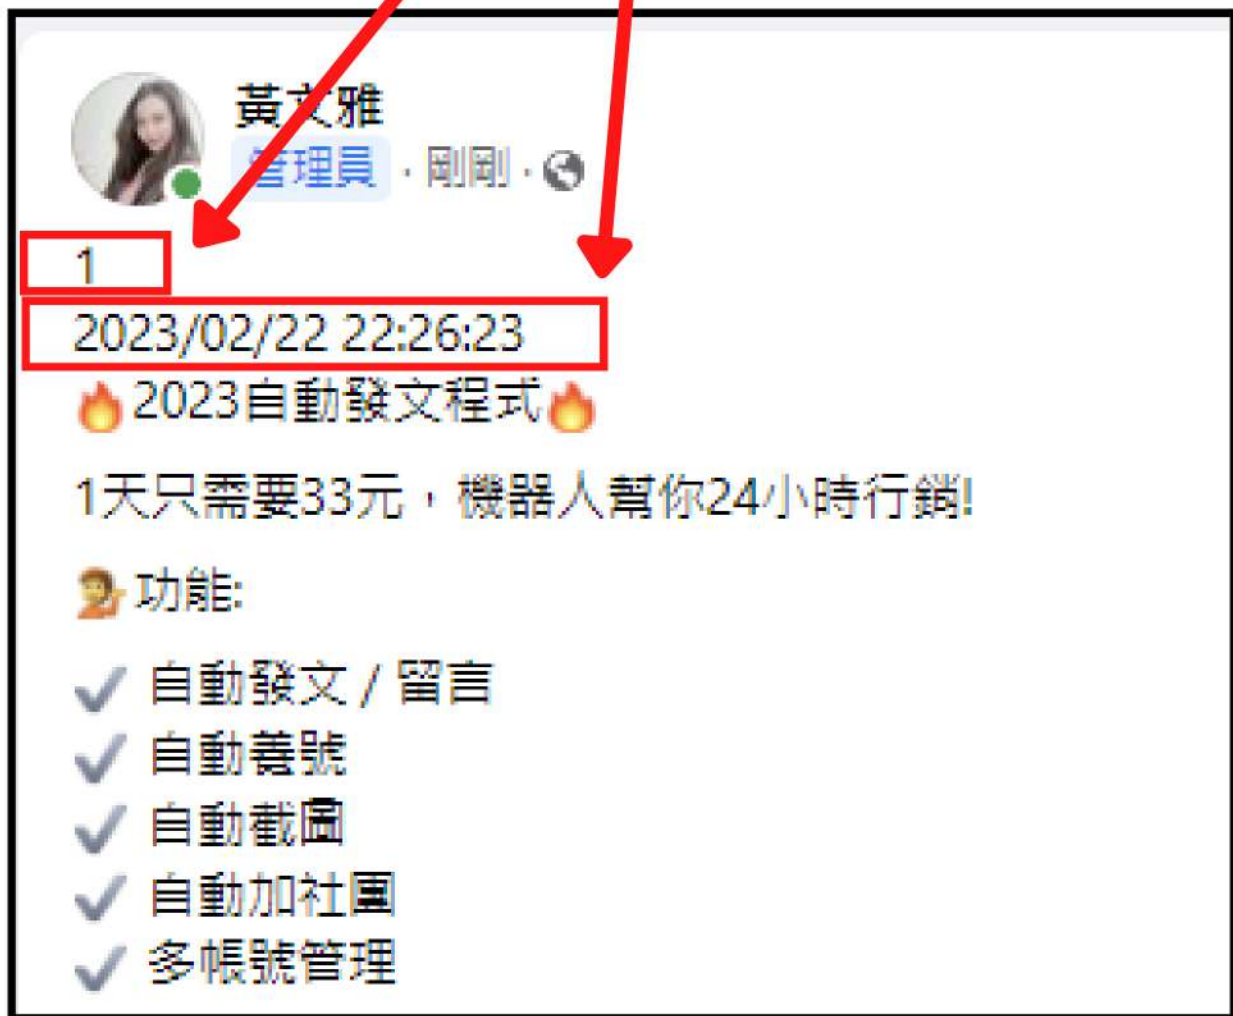 黃文雅
管理員 · 剛剛 ·
1
2023/02/22 22:26:23
🔥2023自動發文程式🔥
1天只需要33元，機器人幫你24小時行銷!
💁功能:
✔ 自動發文 / 留言
✔ 自動養號
✔ 自動截圖
✔ 自動加社團
✔ 多帳號管理